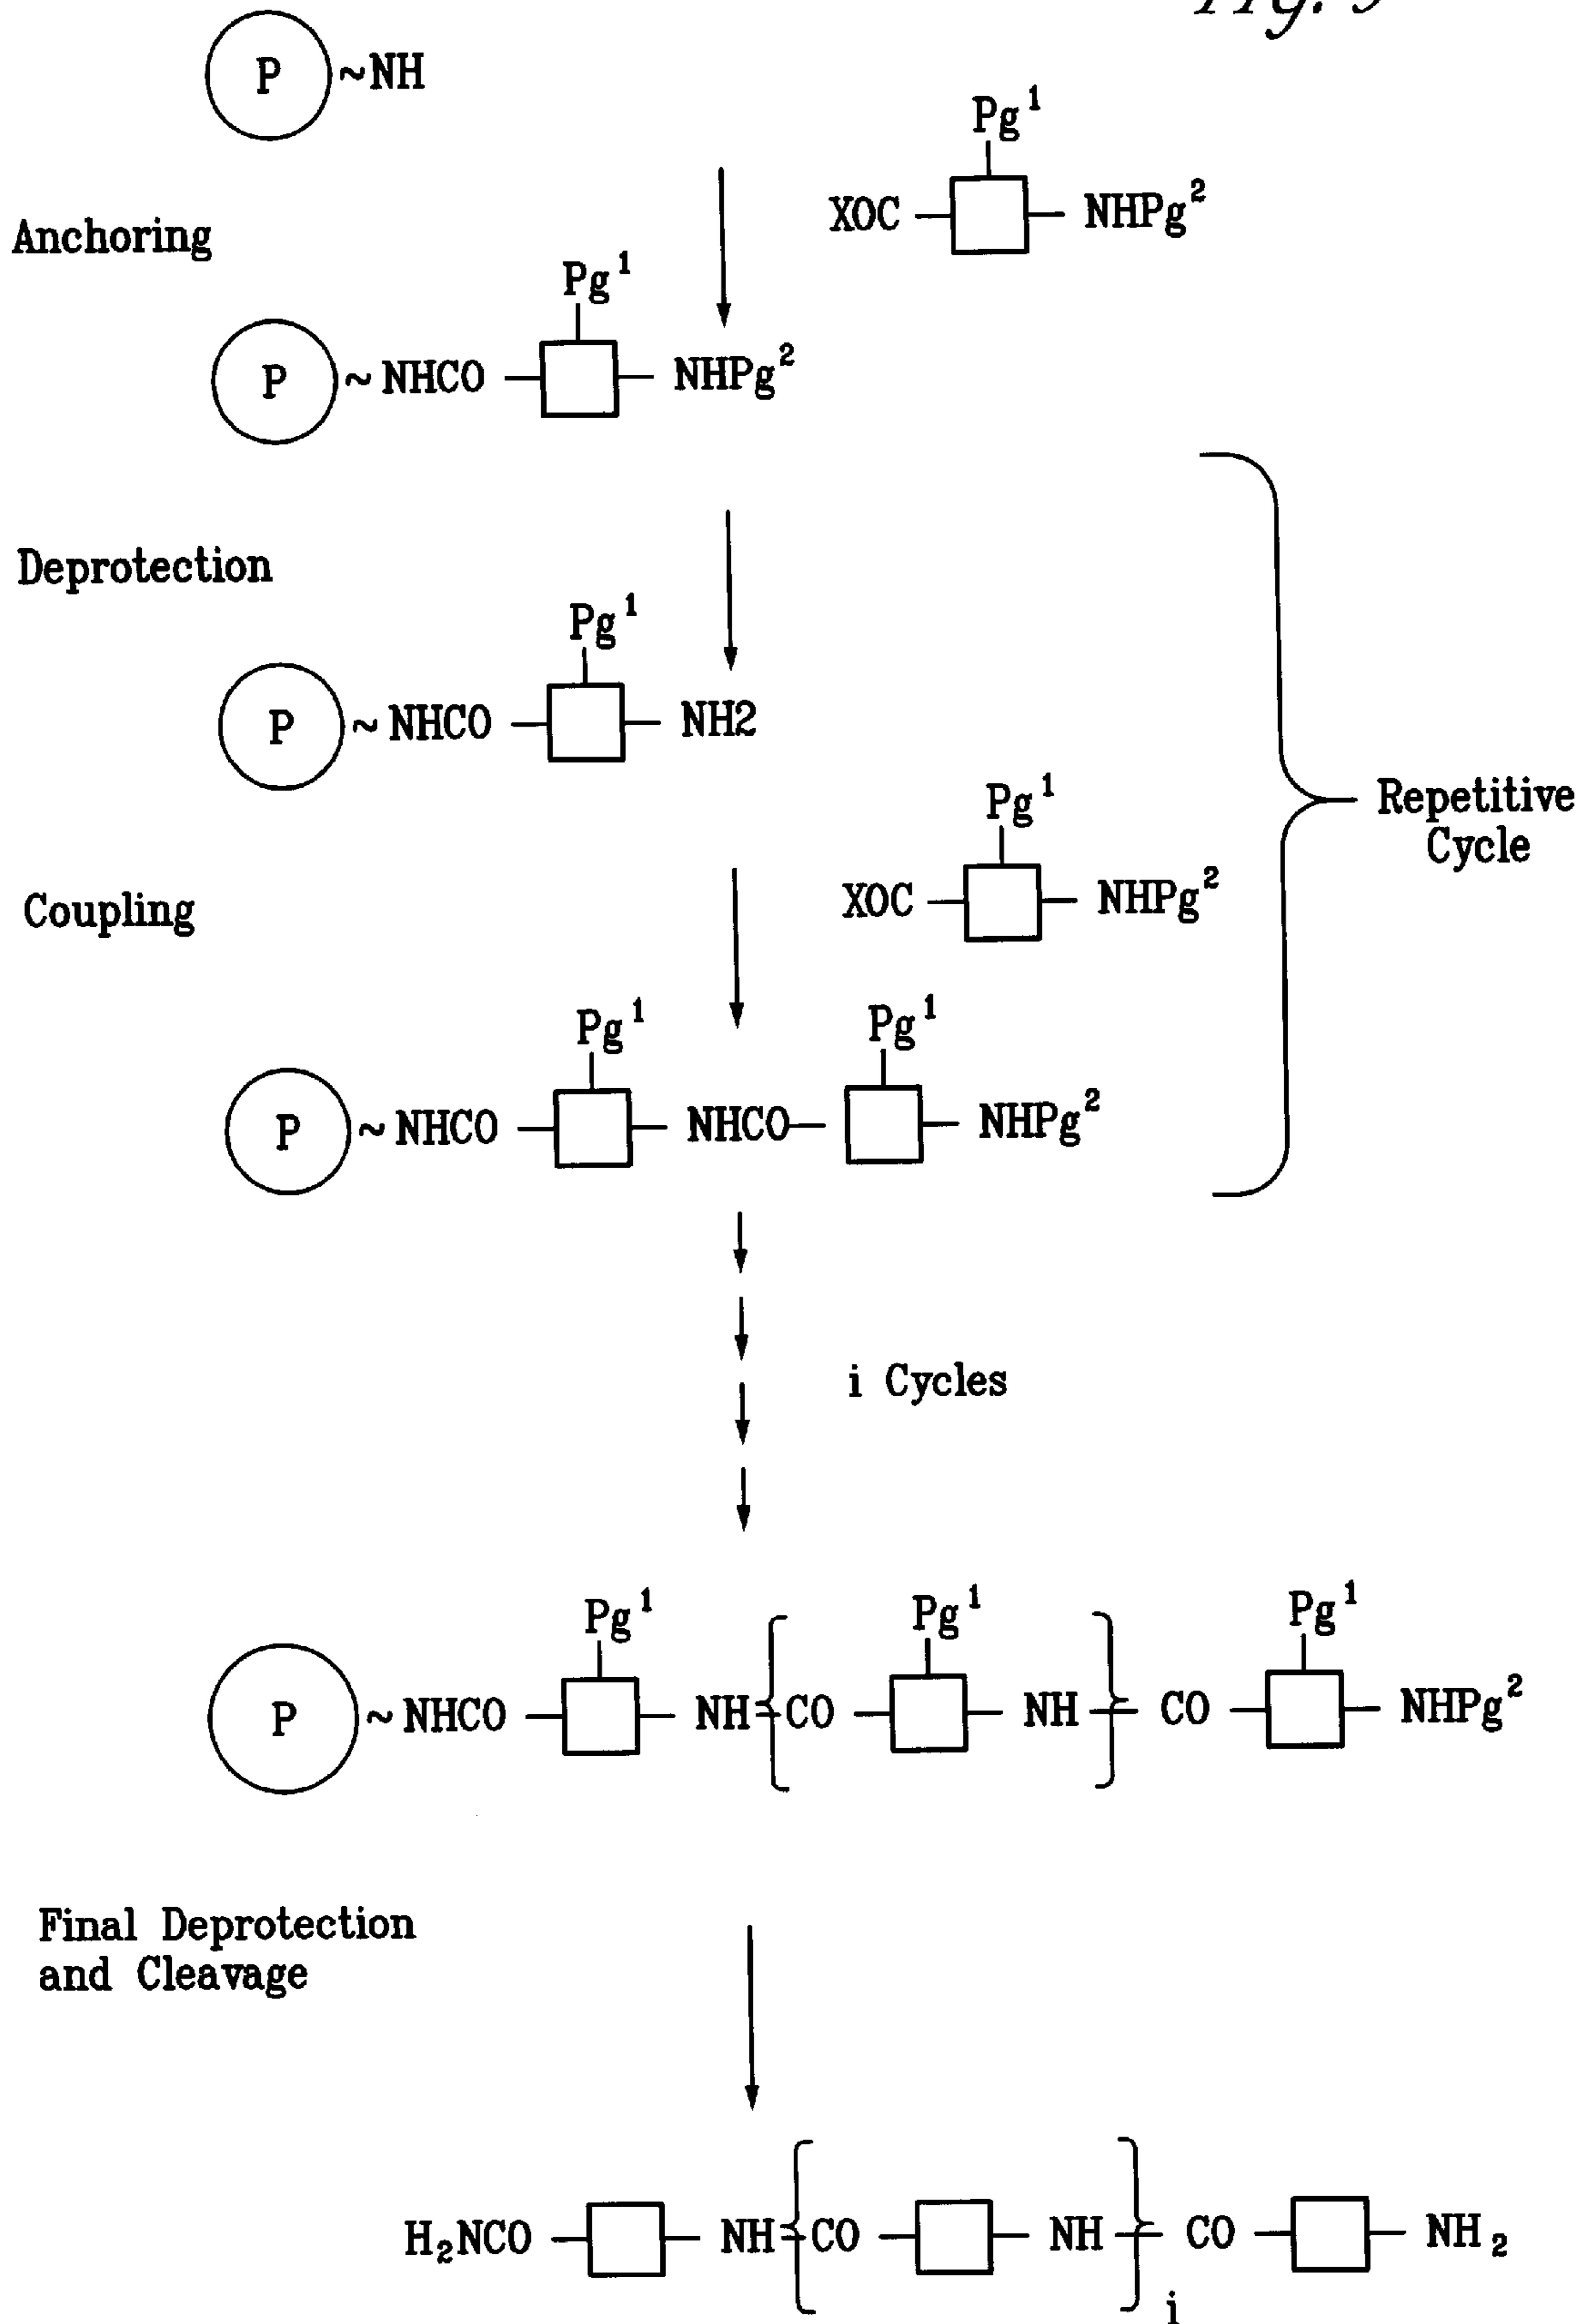 P ~NH
Pg¹
XOC NHPg²
Anchoring
Pg¹
P ~ NHCO NHPg²
Deprotection
Pg¹
P ~ NHCO NH2
Repetitive
Cycle
Pg¹
XOC NHPg²
Coupling
Pg¹ Pg¹
P ~ NHCO NHCO NHPg²
i Cycles
Pg¹ Pg¹ Pg¹
P ~ NHCO NH { CO NH } CO NHPg²
Final Deprotection
and Cleavage
H₂NCO NH { CO NH } CO NH₂
i